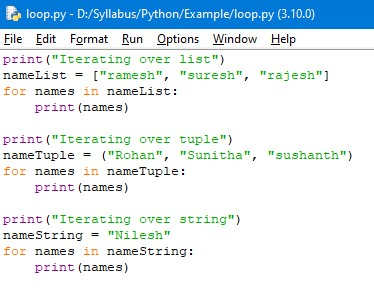 loop.py - D:/Syllabus/Python/Example/loop.py (3.10.0)
File Edit Format Run Options Window Help
print("Iterating over list")
nameList = ["ramesh", "suresh", "rajesh"]
for names in nameList:
    print(names)

print("Iterating over tuple")
nameTuple = ("Rohan", "Sunitha", "sushanth")
for names in nameTuple:
    print(names)

print("Iterating over string")
nameString = "Nilesh"
for names in nameString:
    print(names)